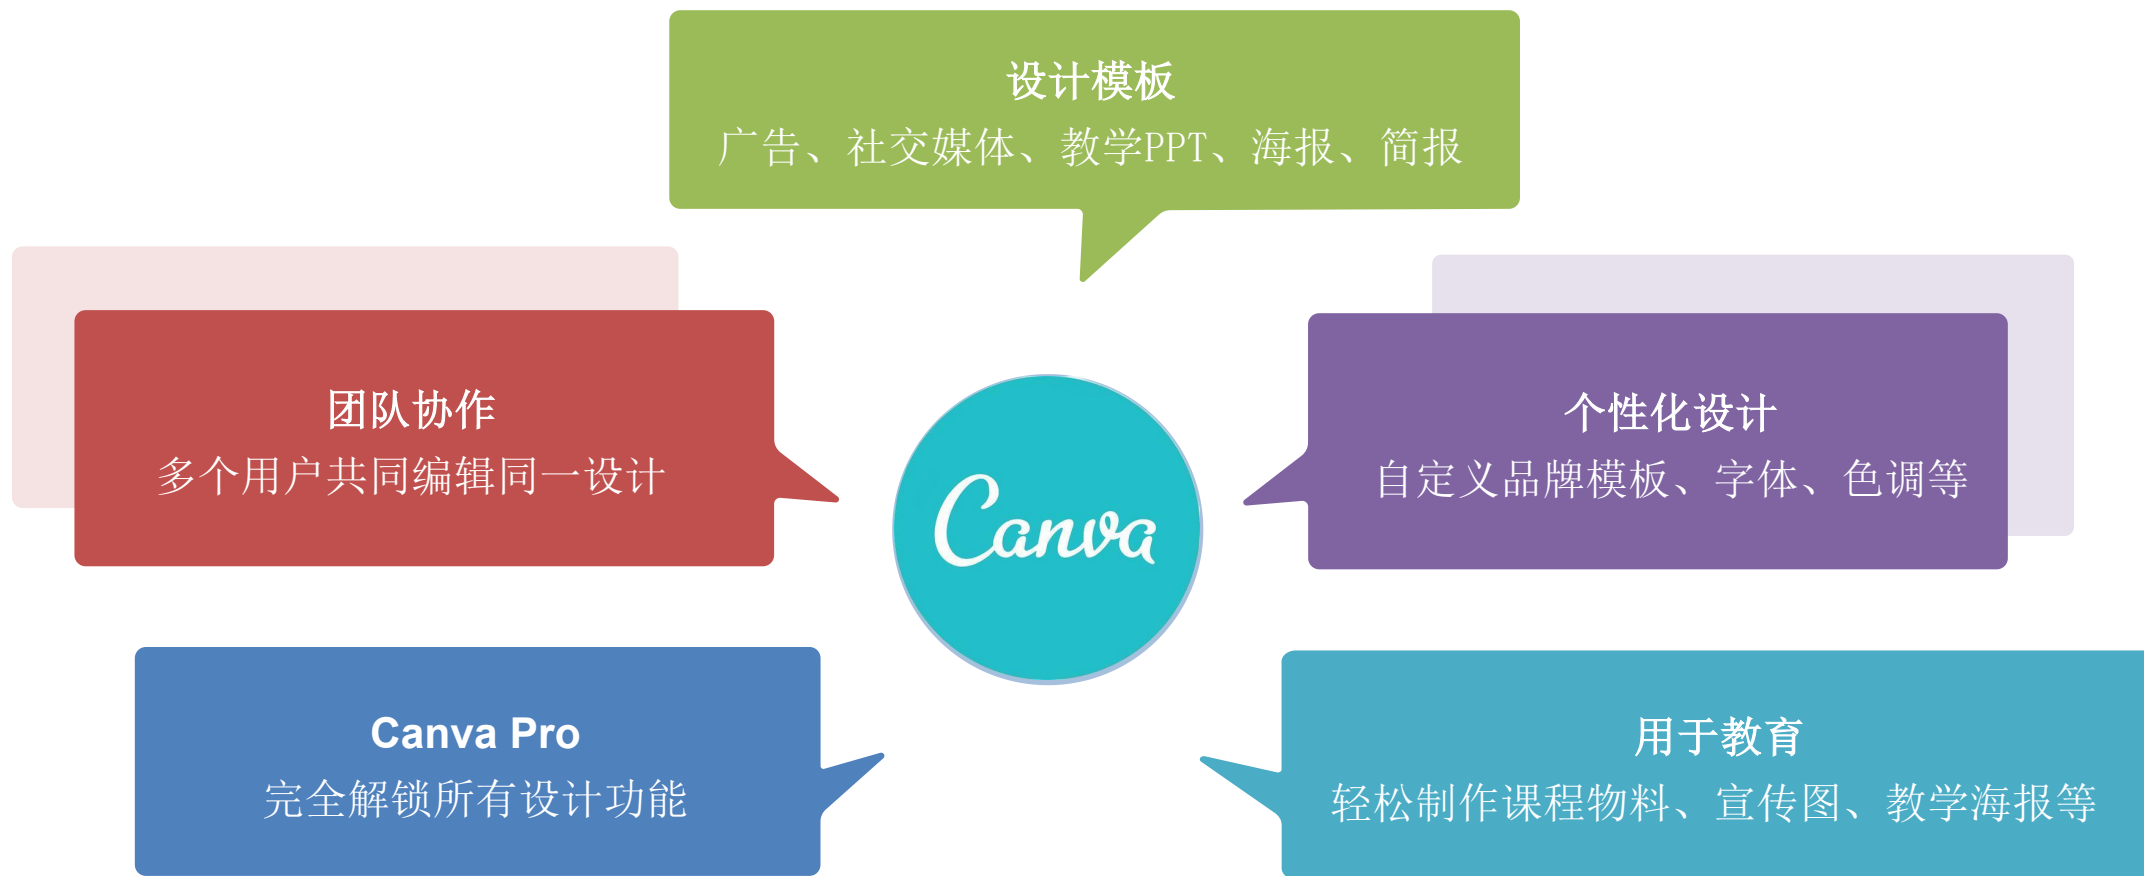 设计模板
广告、社交媒体、教学PPT、海报、简报
团队协作
多个用户共同编辑同一设计
个性化设计
自定义品牌模板、字体、色调等
Canva
Canva Pro
完全解锁所有设计功能
用于教育
轻松制作课程物料、宣传图、教学海报等